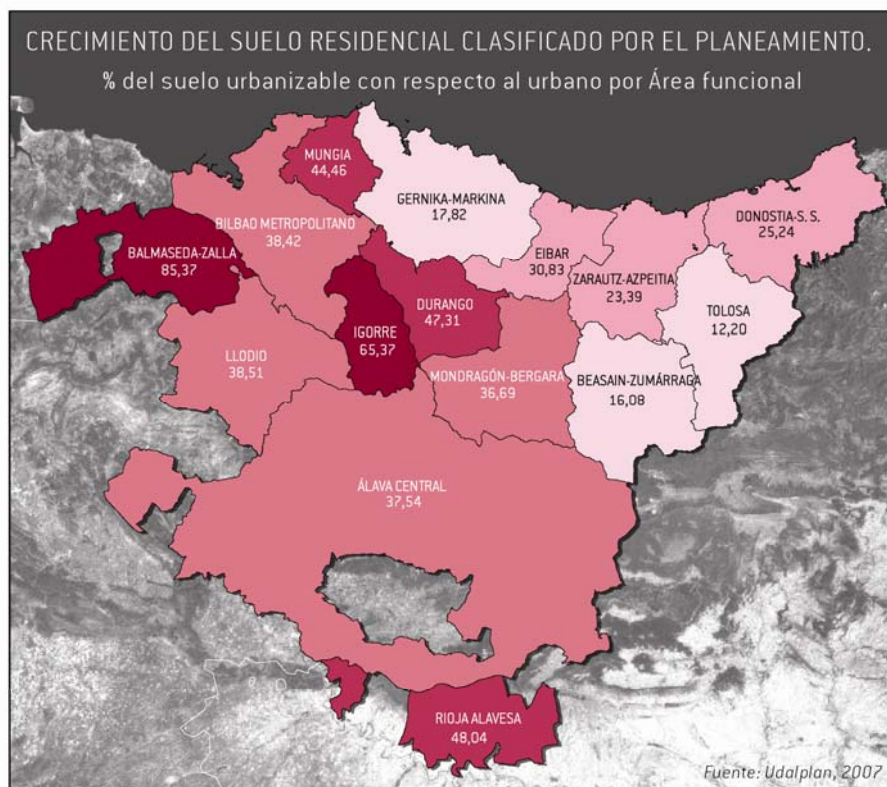 CRECIMIENTO DEL SUELO RESIDENCIAL CLASIFICADO POR EL PLANEAMIENTO.
% del suelo urbanizable con respecto al urbano por Área funcional
MUNGIA
44,46
GERNIKA-MARKINA
17,82
DONOSTIA-S. S.
25,24
BILBAO METROPOLITANO
38,42
BALMASEDA-ZALLA
85,37
EIBAR
30,83
ZARAUTZ-AZPEITIA
23,39
DURANGO
47,31
TOLOSA
12,20
IGORRE
65,37
LLODIO
38,51
MONDRAGÓN-BERGARA
36,69
BEASAIN-ZUMÁRRAGA
16,08
ÁLAVA CENTRAL
37,54
RIOJA ALAVESA
48,04
Fuente: Udalplan, 2007